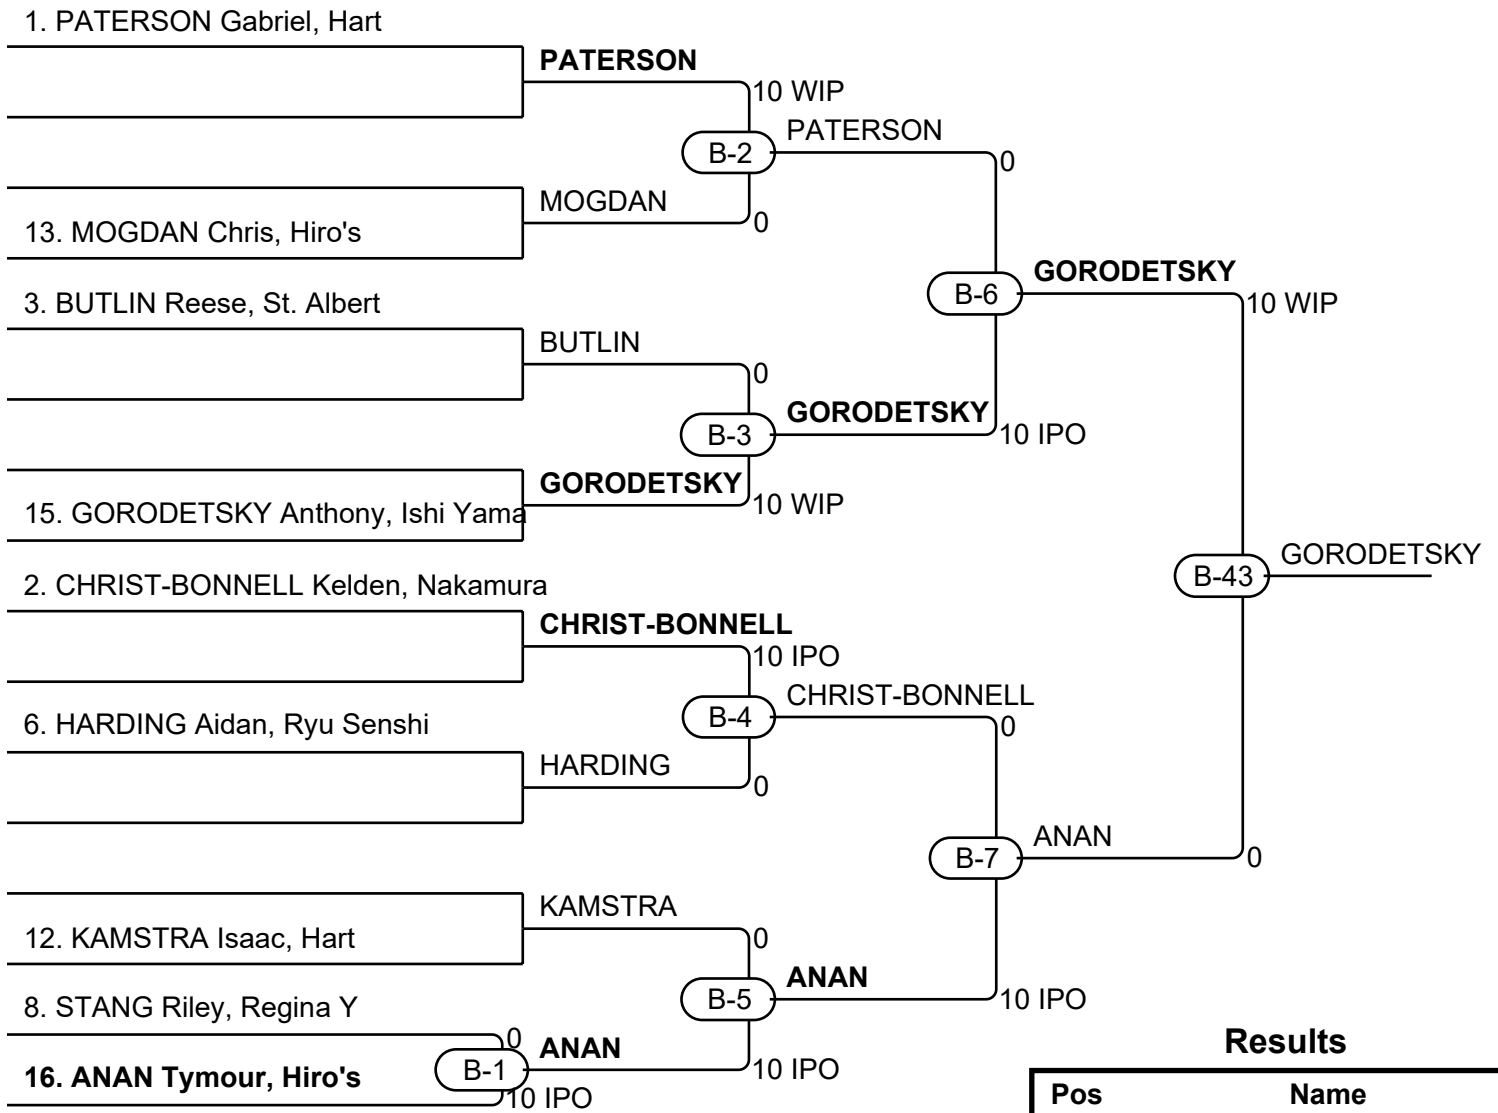 1. PATERSON Gabriel, Hart
PATERSON
10 WIP
PATERSON
B-2
0
MOGDAN
0
13. MOGDAN Chris, Hiro's
GORODETSKY
B-6
10 WIP
3. BUTLIN Reese, St. Albert
BUTLIN
0
GORODETSKY
B-3
10 IPO
GORODETSKY
10 WIP
15. GORODETSKY Anthony, Ishi Yama
GORODETSKY
B-43
2. CHRIST-BONNELL Kelden, Nakamura
CHRIST-BONNELL
10 IPO
CHRIST-BONNELL
B-4
0
6. HARDING Aidan, Ryu Senshi
HARDING
0
ANAN
B-7
0
KAMSTRA
0
12. KAMSTRA Isaac, Hart
ANAN
B-5
10 IPO
8. STANG Riley, Regina Y
0
ANAN
B-1
10 IPO
16. ANAN Tymour, Hiro's
10 IPO
Results
Pos Name